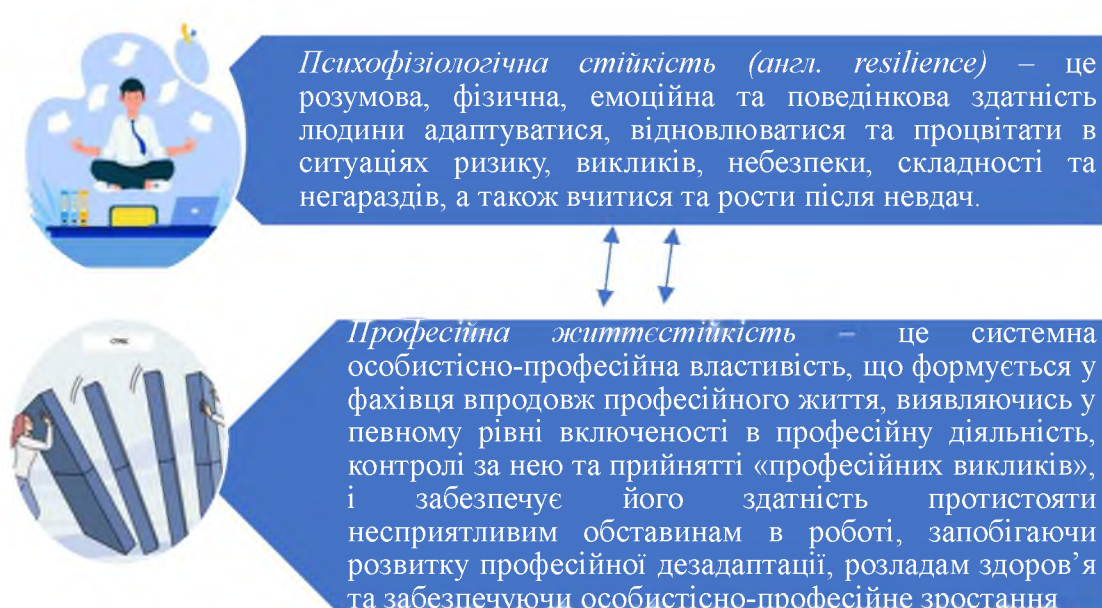 Психофізіологічна стійкість (англ. resilience) – це
розумова, фізична, емоційна та поведінкова здатність
людини адаптуватися, відновлюватися та процвітати в
ситуаціях ризику, викликів, небезпеки, складності та
негараздів, а також вчитися та рости після невдач.
Професійна життєстійкість – це системна
особистісно-професійна властивість, що формується у
фахівця впродовж професійного життя, виявляючись у
певному рівні включеності в професійну діяльність,
контролі за нею та прийнятті «професійних викликів»,
і забезпечує його здатність протистояти
несприятливим обставинам в роботі, запобігаючи
розвитку професійної дезадаптації, розладам здоров’я
та забезпечуючи особистісно-професійне зростання